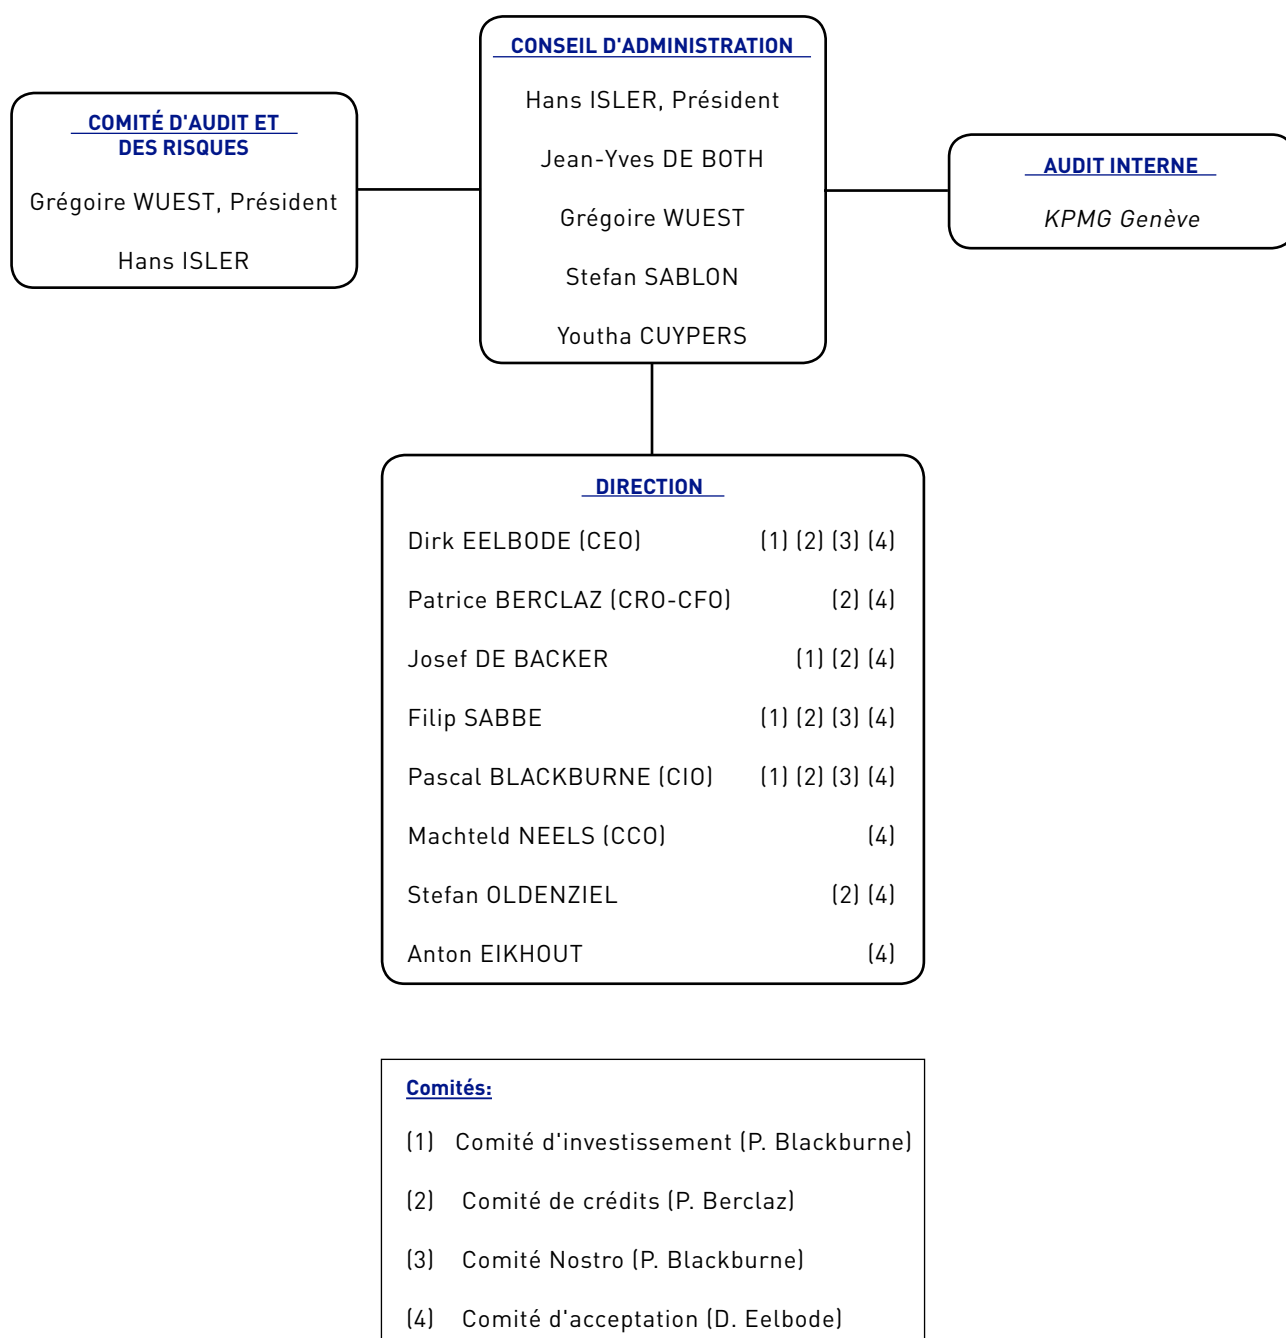 CONSEIL D'ADMINISTRATION
Hans ISLER, Président
Jean-Yves DE BOTH
Grégoire WUEST
Stefan SABLON
Youtha CUYPERS
COMITÉ D'AUDIT ET
DES RISQUES
Grégoire WUEST, Président
Hans ISLER
AUDIT INTERNE
KPMG Genève
DIRECTION
Dirk EELBODE (CEO) (1) (2) (3) (4)
Patrice BERCLAZ (CRO-CFO) (2) (4)
Josef DE BACKER (1) (2) (4)
Filip SABBE (1) (2) (3) (4)
Pascal BLACKBURNE (CIO) (1) (2) (3) (4)
Machteld NEELS (CCO) (4)
Stefan OLDENZIEL (2) (4)
Anton EIKHOUT (4)
Comités:
(1) Comité d'investissement (P. Blackburne)
(2) Comité de crédits (P. Berclaz)
(3) Comité Nostro (P. Blackburne)
(4) Comité d'acceptation (D. Eelbode)